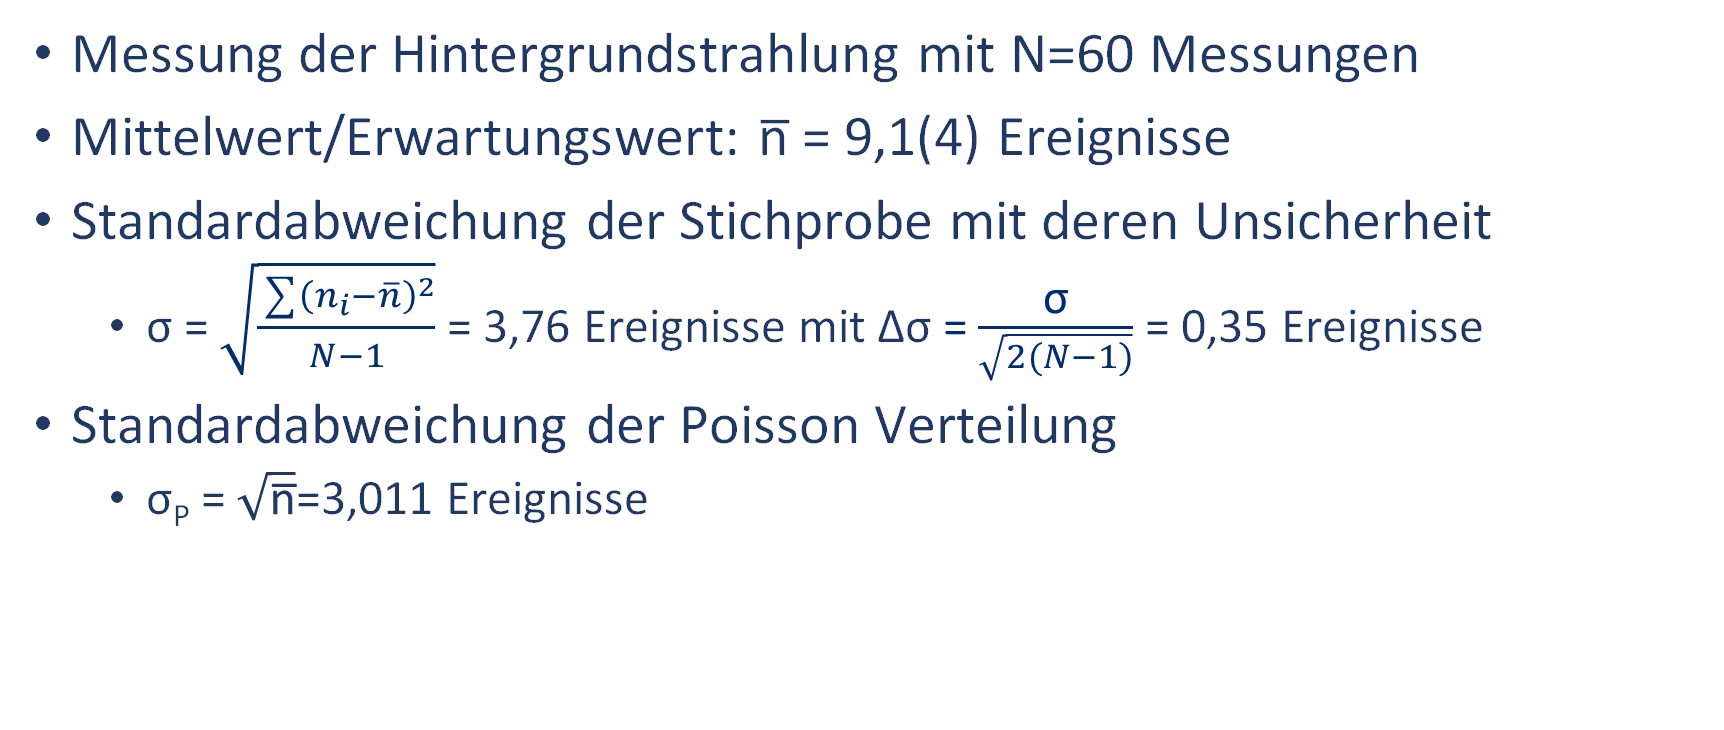 • Messung der Hintergrundstrahlung mit N=60 Messungen
• Mittelwert/Erwartungswert: n̅ = 9,1(4) Ereignisse
• Standardabweichung der Stichprobe mit deren Unsicherheit
• σ = √(∑(nᵢ−n̅)²/(N−1)) = 3,76 Ereignisse mit Δσ = σ/√(2(N−1)) = 0,35 Ereignisse
• Standardabweichung der Poisson Verteilung
• σₚ = √n̅=3,011 Ereignisse